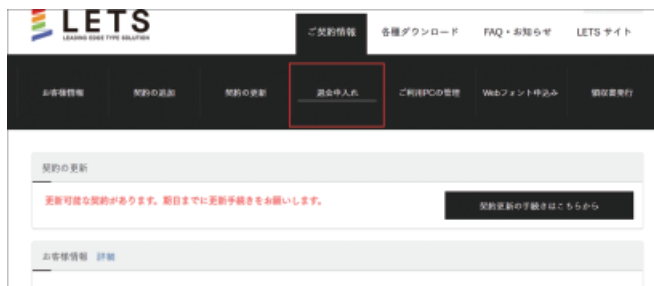 LETS
LEADING EDGE TYPE SOLUTION
ご契約情報 各種ダウンロード FAQ・お知らせ LETS サイト
お客様情報 契約の追加 契約の更新 退会申入れ ご利用PCの管理 Webフォント申込み 領収書発行
契約の更新
更新可能な契約があります。期日までに更新手続きをお願いします。 契約更新の手続きはこちらから
お客様情報 詳細